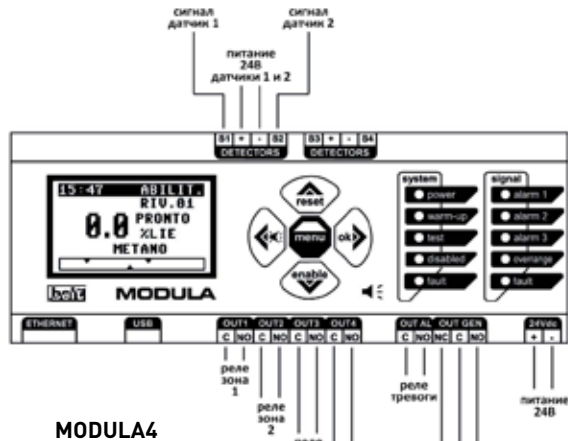 сигнал
датчик 1
питание
24В
датчики 1 и 2
сигнал
датчик 2
S1 + - S2
DETECTORS
S3 + - S4
DETECTORS
15:47 ABILIT.
RIV.01
0.0 PRONTO
%LIE
METANO
reset
menu
ok
enable
system
power
warm-up
test
disabled
fault
signal
alarm 1
alarm 2
alarm 3
overrange
fault
beit
MODULA
ETHERNET
USB
OUT1 OUT2 OUT3 OUT4
C NO C NO C NO C NO
OUT AL OUT GEN
C NO NC C NO
24Vdc
+ -
реле
зона
1
реле
зона
2
реле
тревоги
питание
24В
MODULA4